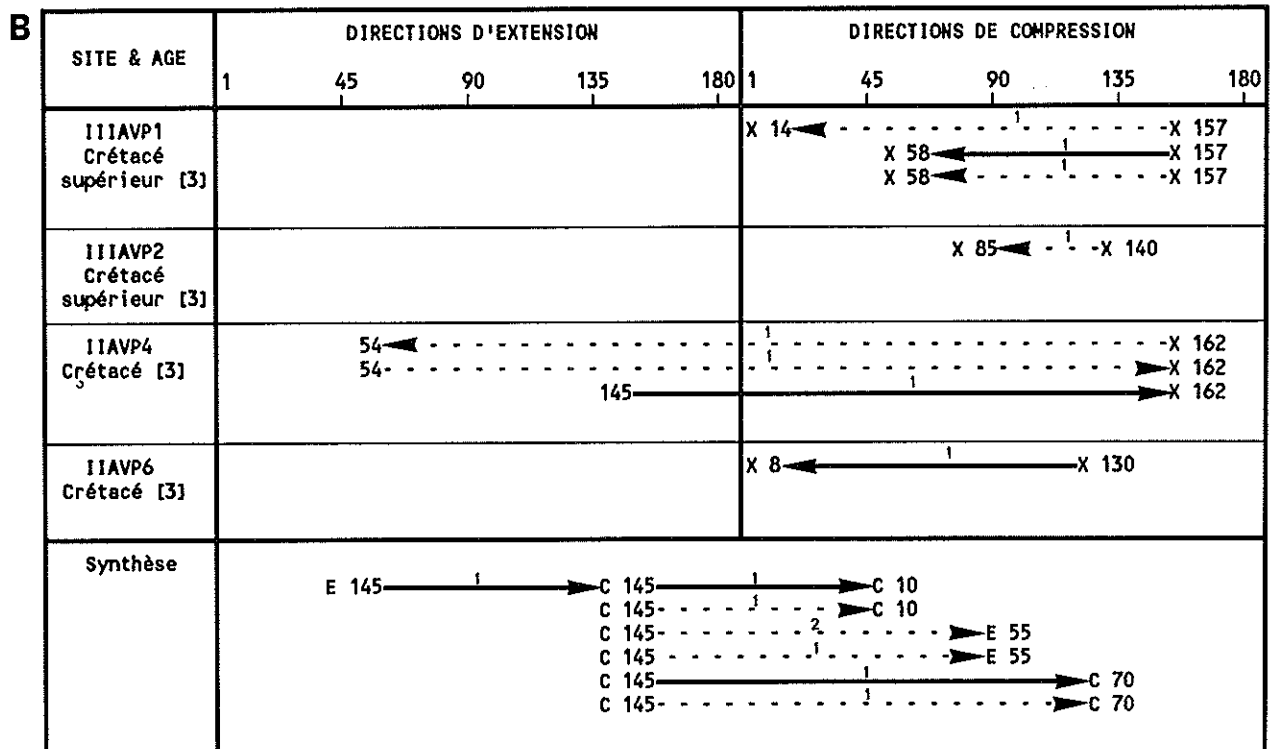 B
SITE & AGE
DIRECTIONS D'EXTENSION
DIRECTIONS DE COMPRESSION
1 45 90 135 180 1 45 90 135 180
IIIAVP1
Crétacé
supérieur [3]
X 14 1 X 157
X 58 1 X 157
X 58 1 X 157
IIIAVP2
Crétacé
supérieur [3]
X 85 1 X 140
IIAVP4
Crétacé [3]
54 1 X 162
54 1 X 162
145 1 X 162
IIAVP6
Crétacé [3]
X 8 1 X 130
Synthèse
E 145 1 C 145 1 C 10
C 145 1 C 10
C 145 2 E 55
C 145 1 E 55
C 145 1 C 70
C 145 1 C 70